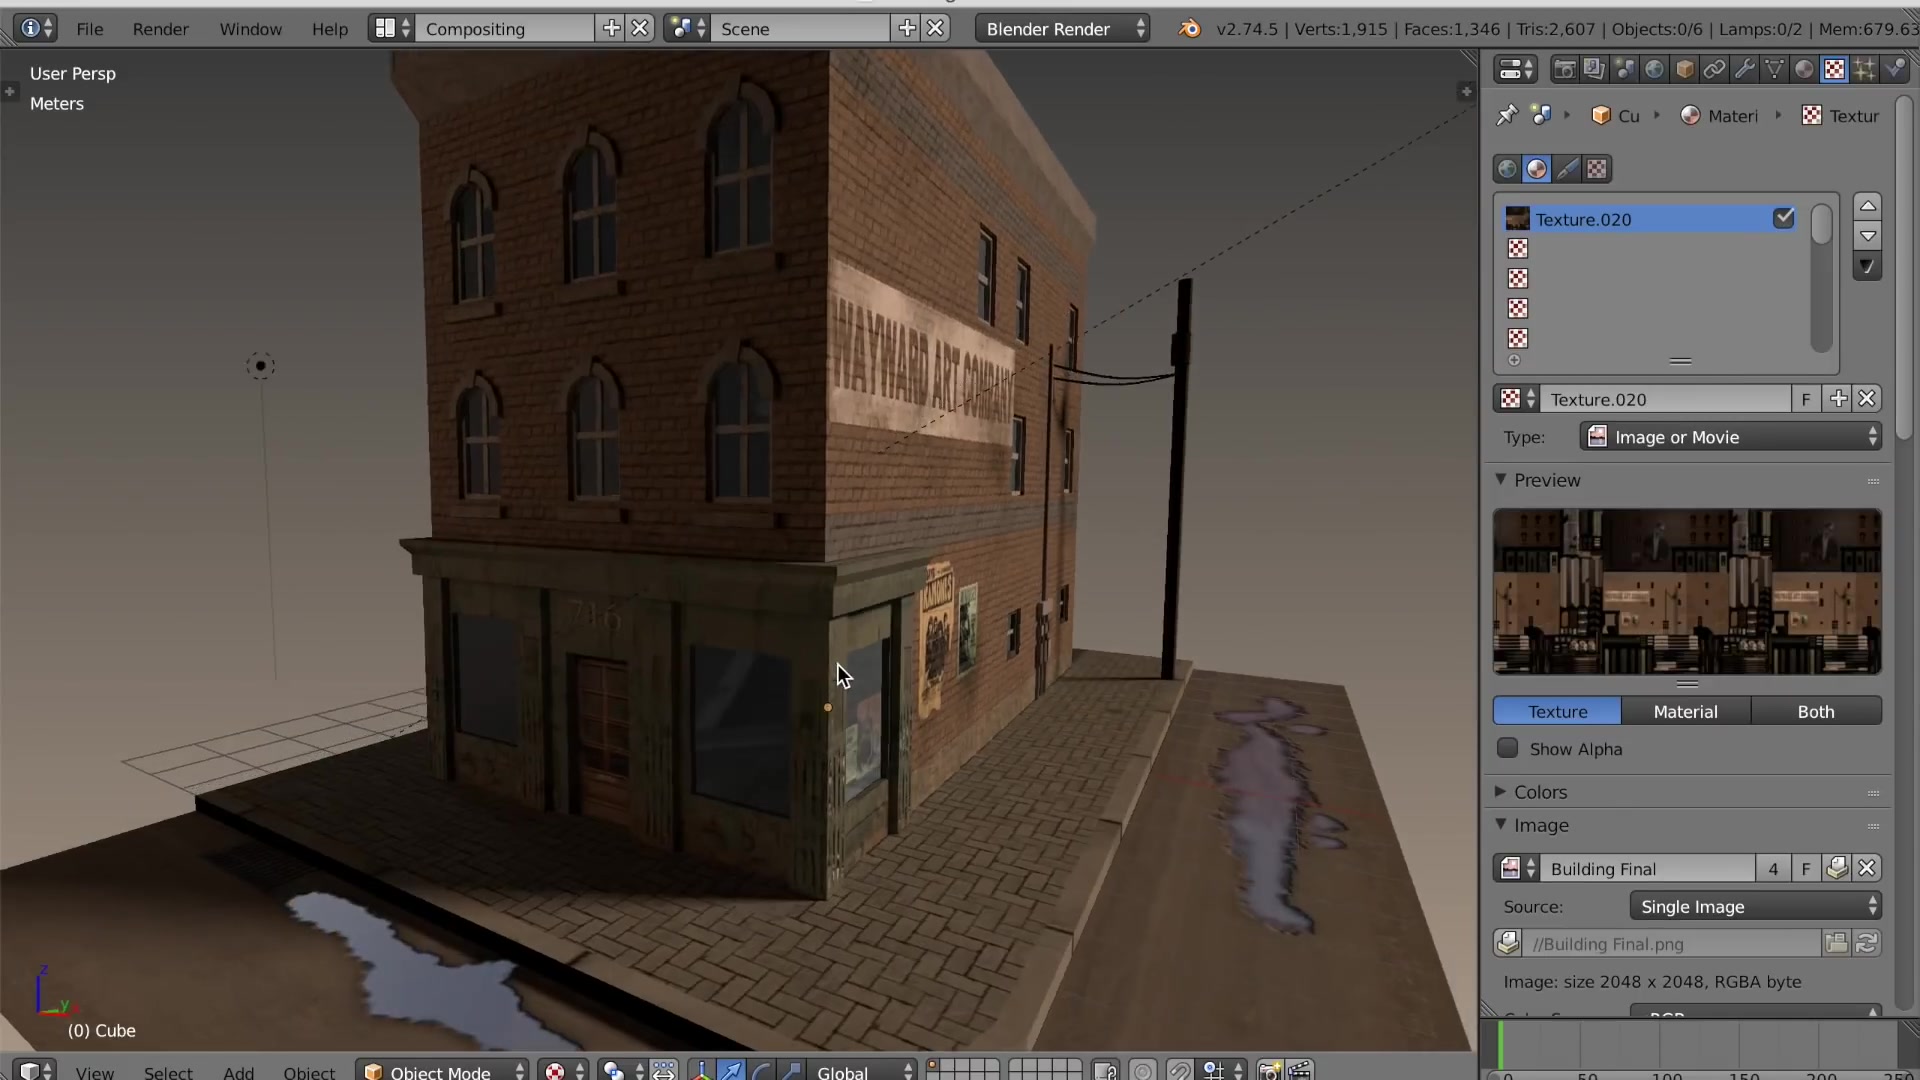 File Render Window Help Compositing Scene Blender Render v2.74.5 | Verts:1,915 | Faces:1,346 | Tris:2,607 | Objects:0/6 | Lamps:0/2 | Mem:679.63
User Persp
Meters
Cu Materi Textur
Texture.020
Texture.020 F
Type: Image or Movie
Preview
WAYWARD ART COMPANY
746
Texture Material Both
Show Alpha
Colors
Image
Building Final 4 F
Source: Single Image
//Building Final.png
Image: size 2048 x 2048, RGBA byte
(0) Cube
View Select Add Object Object Mode Global
0 50 100 150 200 250